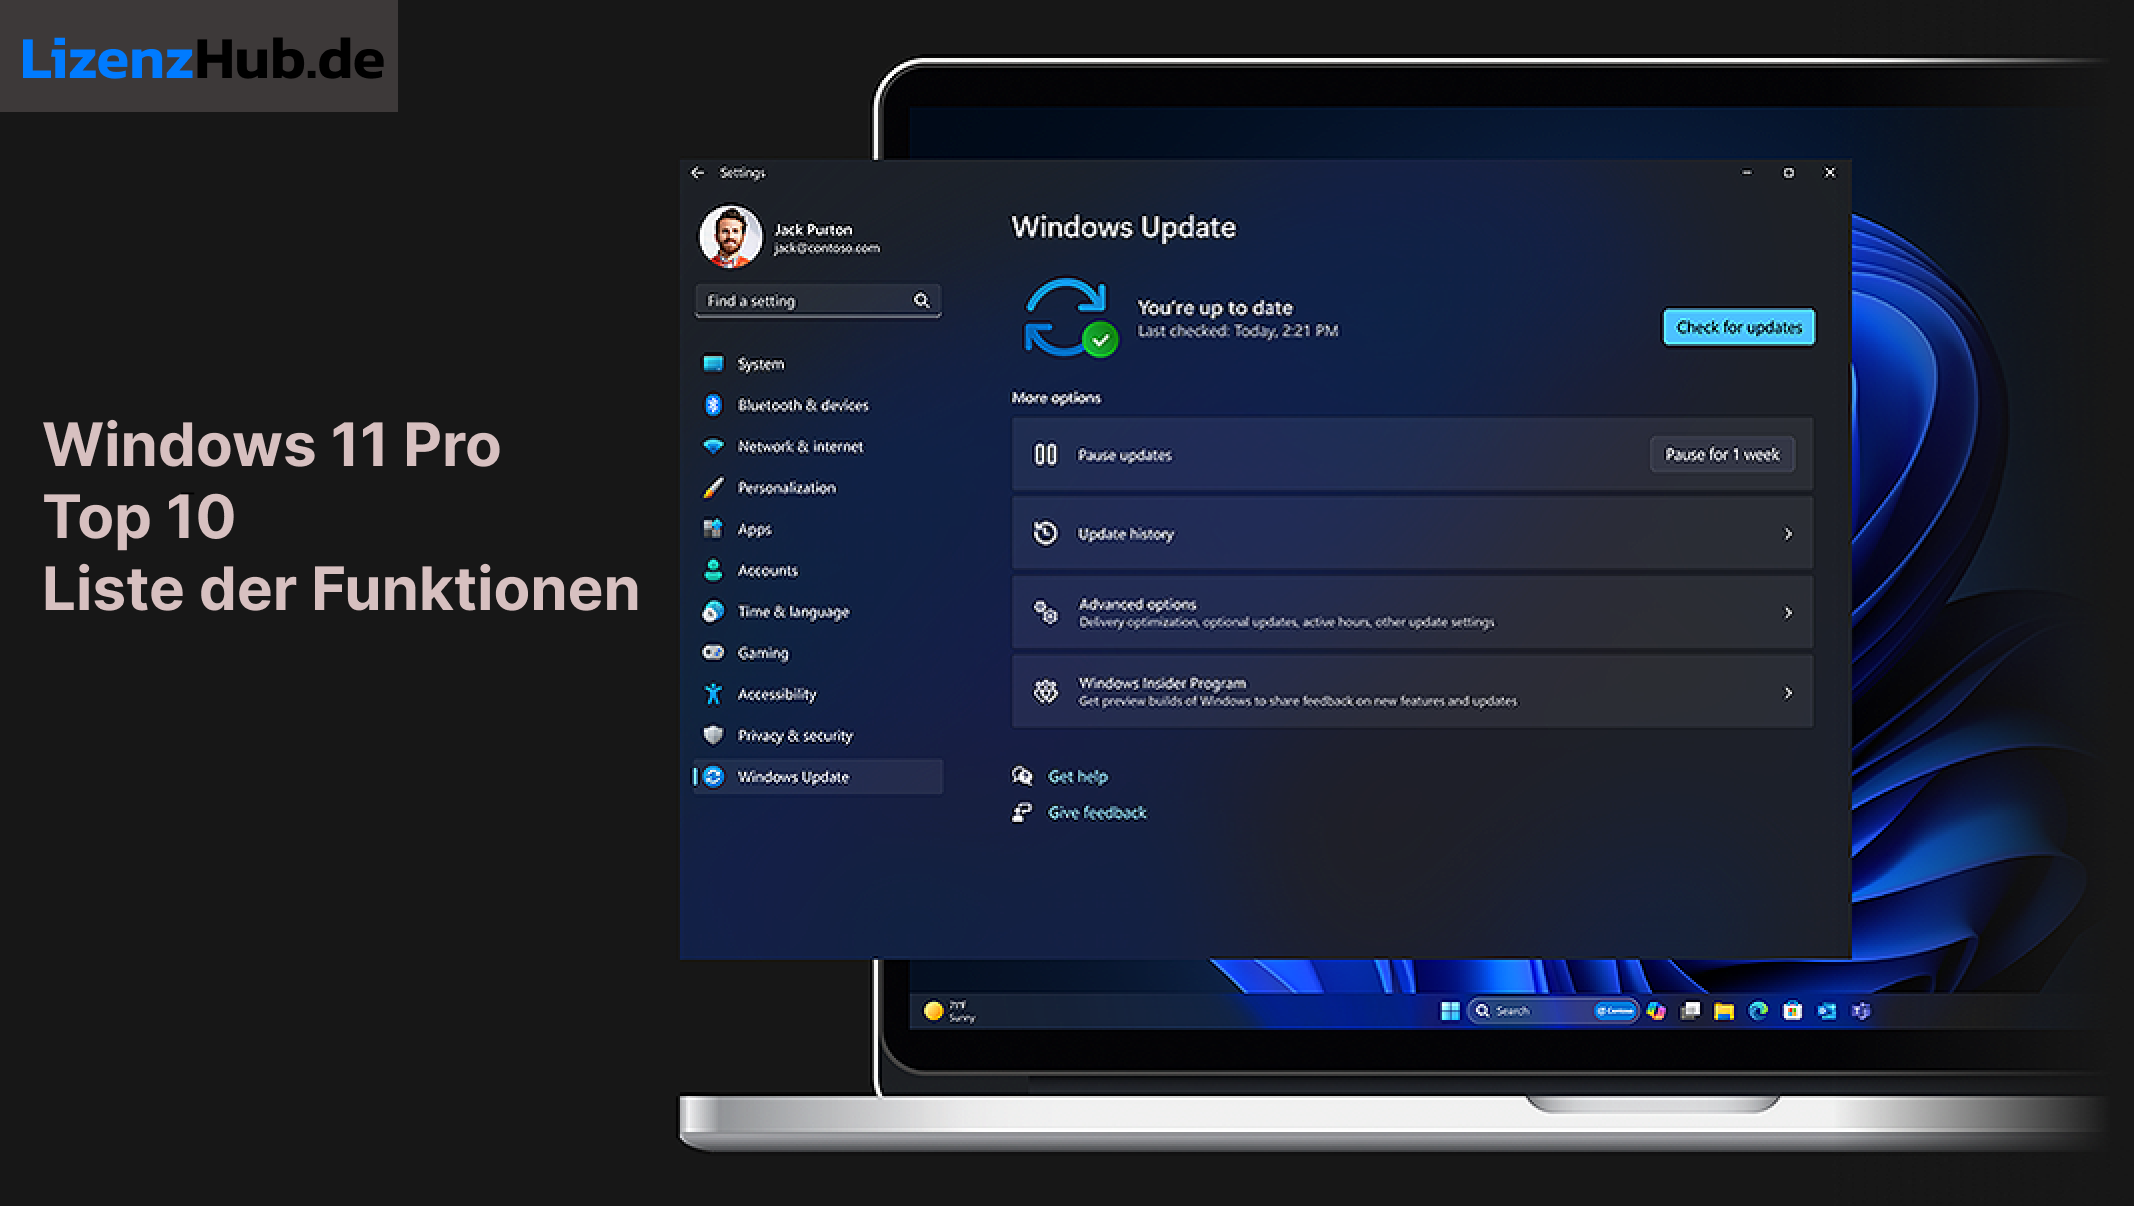 LizenzHub.de
Windows 11 Pro
Top 10
Liste der Funktionen
Settings
Jack Purton
jack@contoso.com
Find a setting
System
Bluetooth & devices
Network & internet
Personalization
Apps
Accounts
Time & language
Gaming
Accessibility
Privacy & security
Windows Update
Windows Update
You're up to date
Last checked: Today, 2:21 PM
Check for updates
More options
Pause updates
Pause for 1 week
Update history
Advanced options
Delivery optimization, optional updates, active hours, other update settings
Windows Insider Program
Get preview builds of Windows to share feedback on new features and updates
Get help
Give feedback
Sunny
Search
Contoso